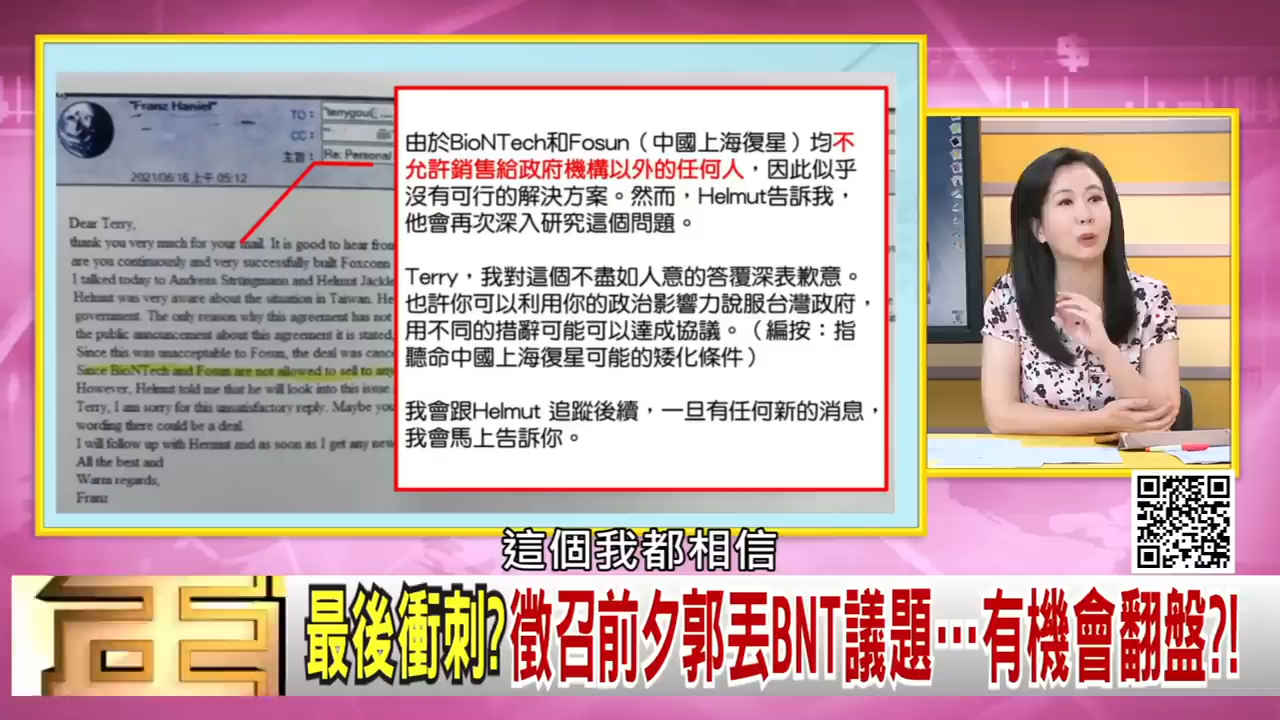 "Franz Haniel"
TO:
"terrygou(
CC:
主旨:
Re: Personal
2021/06/16 上午 05:12
Dear Terry,
thank you very much for your mail. It is good to hear from
are you continuously and very successfully built Foxconn
I talked today to Andreas Strüngmann and Helmut Jäckle
Helmut was very aware about the situation in Taiwan. He
government. The only reason why this agreement has not
the public announcement about this agreement it is stated,
Since this was unacceptable to Fosun, the deal was canc
Since BioNTech and Fosun are not allowed to sell to any
However, Helmut told me that he will look into this issue
Terry, I am sorry for this unsatisfactory reply. Maybe you
wording there could be a deal.
I will follow up with Hermut and as soon as I get any new
All the best and
Warm regards,
Franz
由於BioNTech和Fosun（中國上海復星）均不
允許銷售給政府機構以外的任何人，因此似乎
沒有可行的解決方案。然而，Helmut告訴我，
他會再次深入研究這個問題。
Terry，我對這個不盡如人意的答覆深表歉意。
也許你可以利用你的政治影響力說服台灣政府，
用不同的措辭可能可以達成協議。（編按：指
聽命中國上海復星可能的矮化條件）
我會跟Helmut 追蹤後續，一旦有任何新的消息，
我會馬上告訴你。
這個我都相信
最後衝刺?徵召前夕郭丟BNT議題…有機會翻盤?!